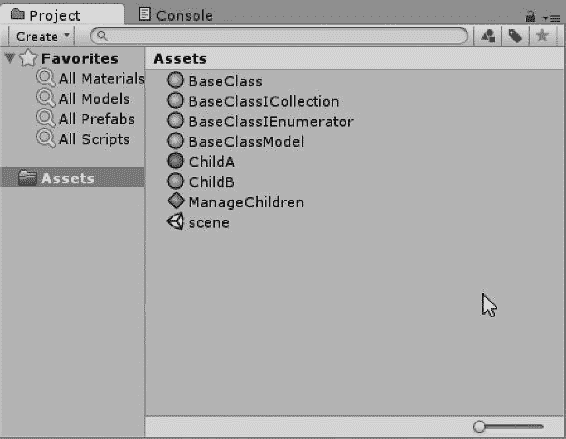 Project Console
Create
Favorites
All Materials
All Models
All Prefabs
All Scripts
Assets
Assets
BaseClass
BaseClassICollection
BaseClassIEnumerator
BaseClassModel
ChildA
ChildB
ManageChildren
scene